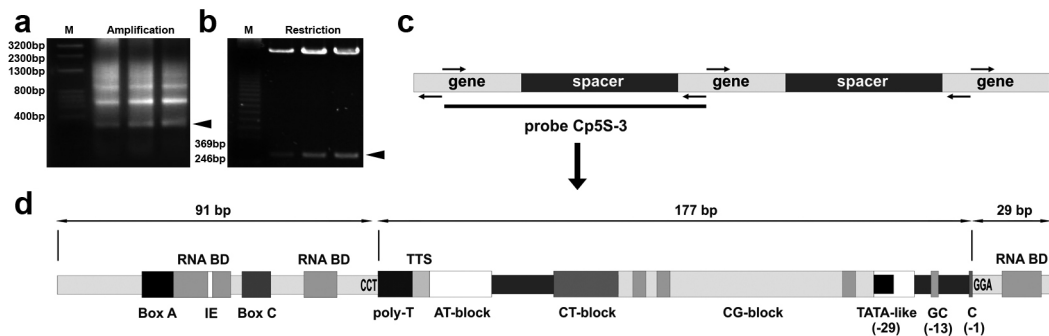 a
b
c
M
Amplification
M
Restriction
3200bp
2300bp
1300bp
800bp
400bp
369bp
246bp
gene
spacer
gene
spacer
gene
probe Cp5S-3
d
91 bp
177 bp
29 bp
RNA BD
RNA BD
TTS
RNA BD
CCT
GGA
Box A
IE
Box C
poly-T
AT-block
CT-block
CG-block
TATA-like
(-29)
GC
(-13)
C
(-1)